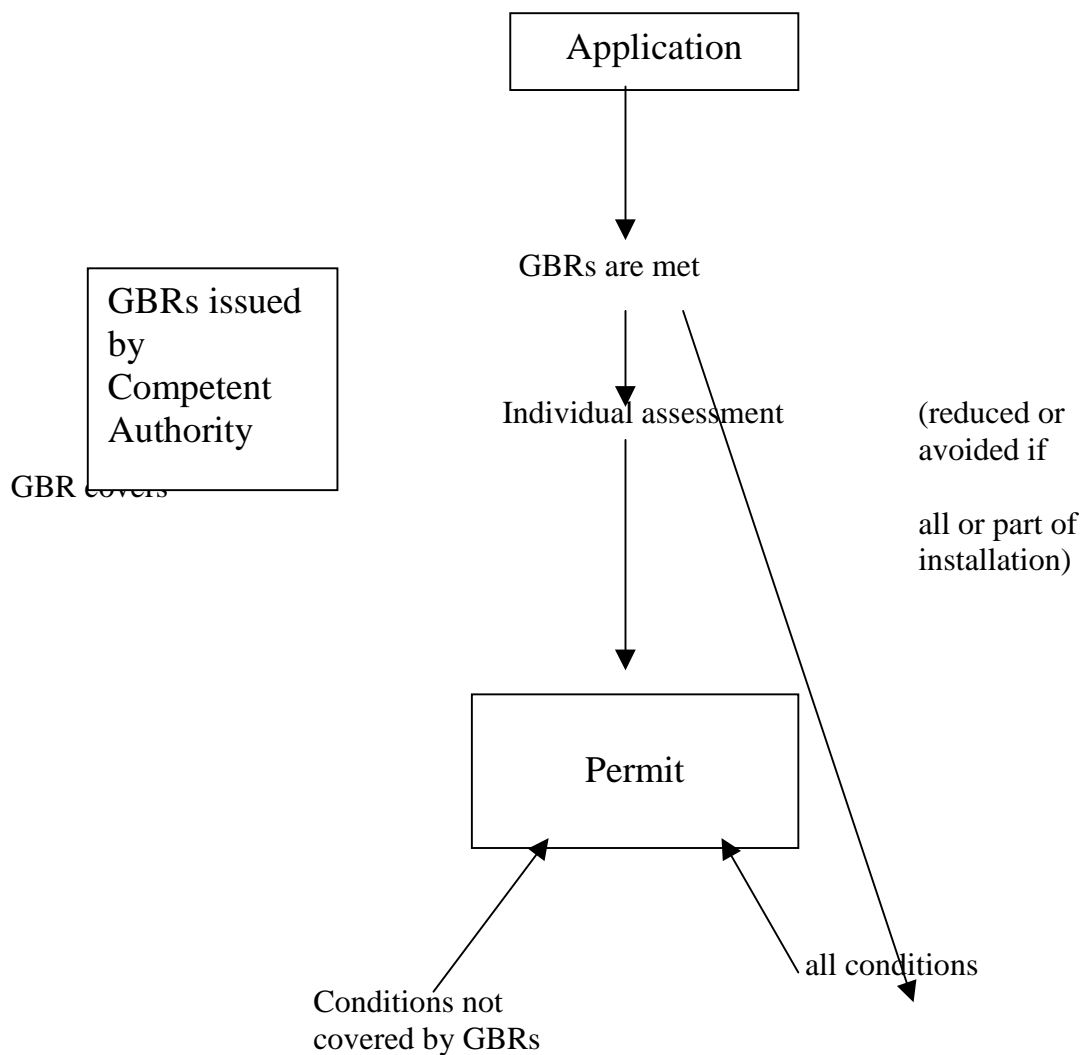 Application
GBRs are met
GBRs issued
by
Competent
Authority
Individual assessment
(reduced or
avoided if
GBR covers
all or part of
installation)
Permit
all conditions
Conditions not
covered by GBRs